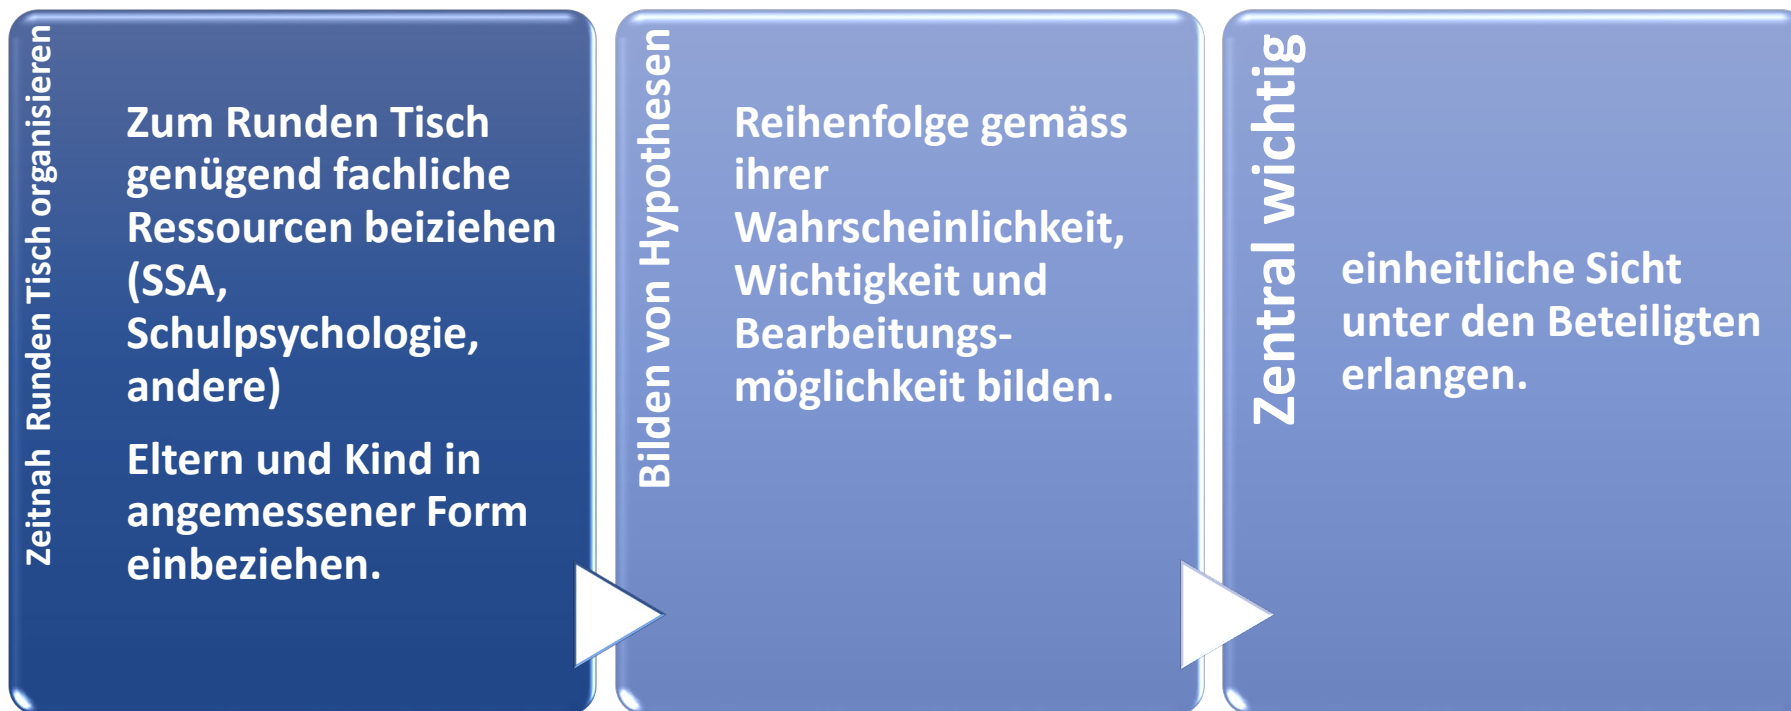 Zeitnah Runden Tisch organisieren
Zum Runden Tisch
genügend fachliche
Ressourcen beiziehen
(SSA,
Schulpsychologie,
andere)
Eltern und Kind in
angemessener Form
einbeziehen.
Bilden von Hypothesen
Reihenfolge gemäss
ihrer
Wahrscheinlichkeit,
Wichtigkeit und
Bearbeitungs-
möglichkeit bilden.
Zentral wichtig
einheitliche Sicht
unter den Beteiligten
erlangen.